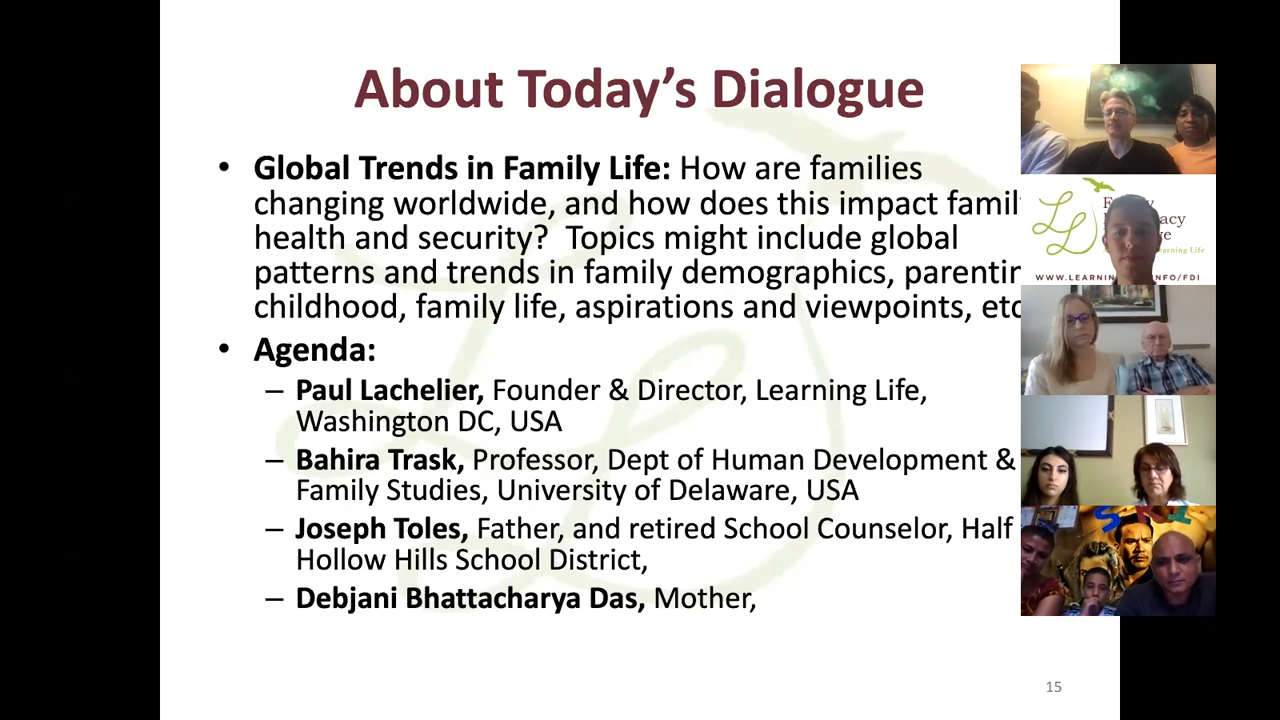 About Today’s Dialogue
• Global Trends in Family Life: How are families
changing worldwide, and how does this impact famil
health and security? Topics might include global
patterns and trends in family demographics, parentin
childhood, family life, aspirations and viewpoints, etc
• Agenda:
– Paul Lachelier, Founder & Director, Learning Life,
Washington DC, USA
– Bahira Trask, Professor, Dept of Human Development &
Family Studies, University of Delaware, USA
– Joseph Toles, Father, and retired School Counselor, Half
Hollow Hills School District,
– Debjani Bhattacharya Das, Mother,
15
WWW.LEARNIN
NFO/FDI